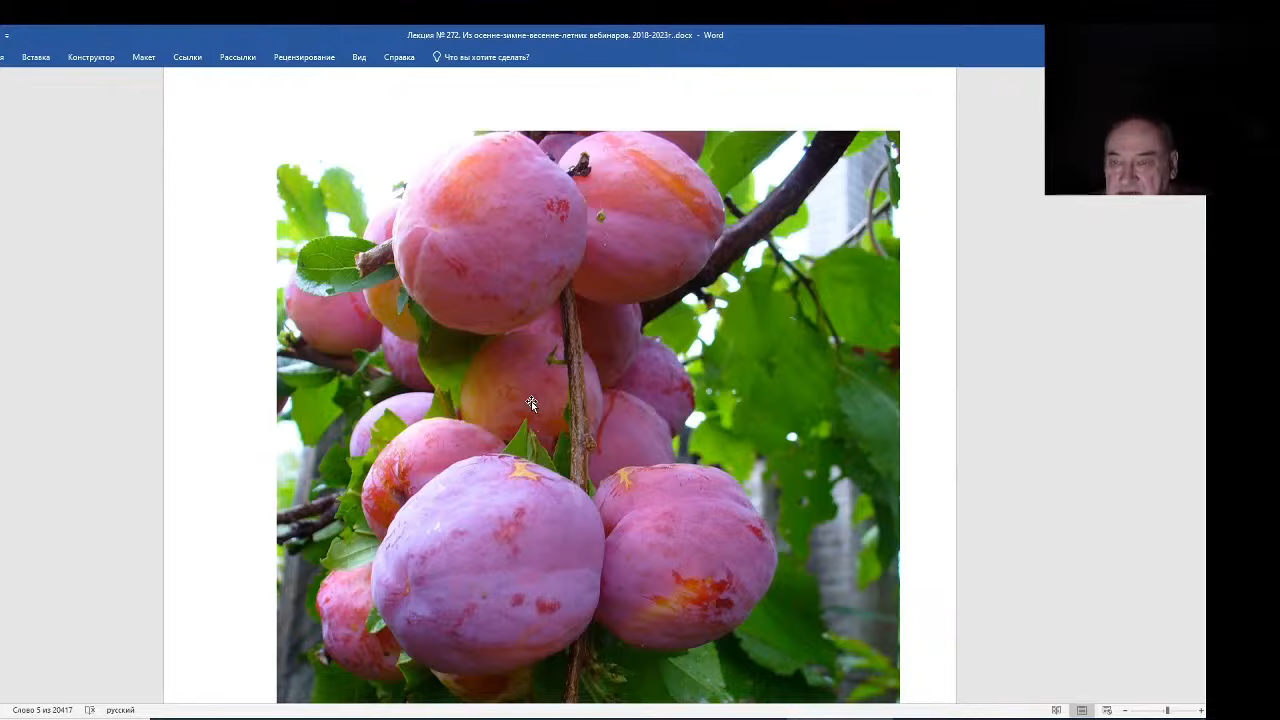 Лекция № 272. Из осенне-зимне-весенне-летних вебинаров. 2018-2023г..docx - Word
я Вставка Конструктор Макет Ссылки Рассылки Рецензирование Вид Справка Что вы хотите сделать?
Слово 5 из 20417 русский